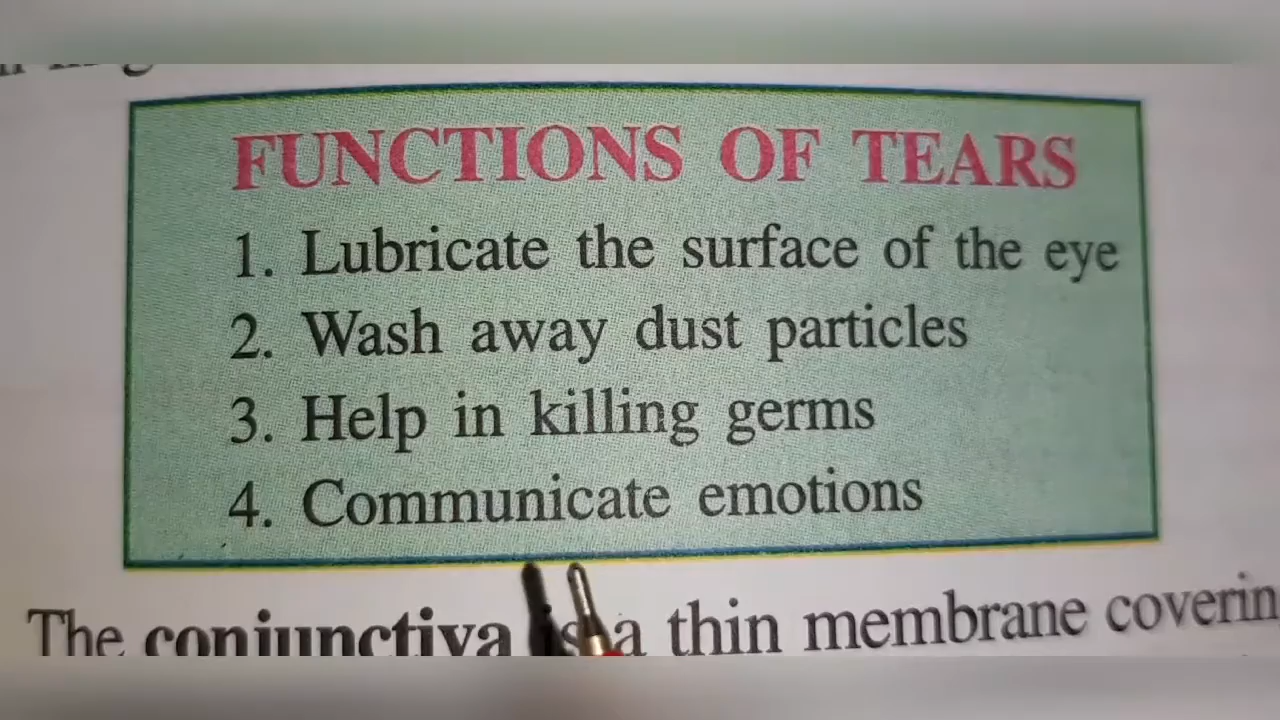 FUNCTIONS OF TEARS
1. Lubricate the surface of the eye
2. Wash away dust particles
3. Help in killing germs
4. Communicate emotions
The conjunctiva is a thin membrane coverin